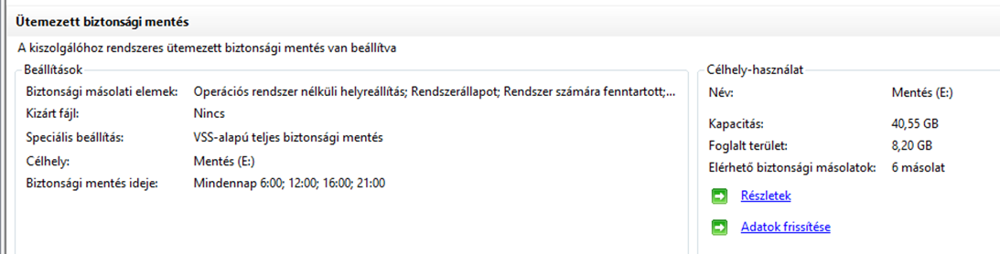 Ütemezett biztonsági mentés
A kiszolgálóhoz rendszeres ütemezett biztonsági mentés van beállítva
Beállítások
Biztonsági másolati elemek: Operációs rendszer nélküli helyreállítás; Rendszerállapot; Rendszer számára fenntartott;...
Kizárt fájl: Nincs
Speciális beállítás: VSS-alapú teljes biztonsági mentés
Célhely: Mentés (E:)
Biztonsági mentés ideje: Mindennap 6:00; 12:00; 16:00; 21:00
Célhely-használat
Név: Mentés (E:)
Kapacitás: 40,55 GB
Foglalt terület: 8,20 GB
Elérhető biztonsági másolatok: 6 másolat
Részletek
Adatok frissítése